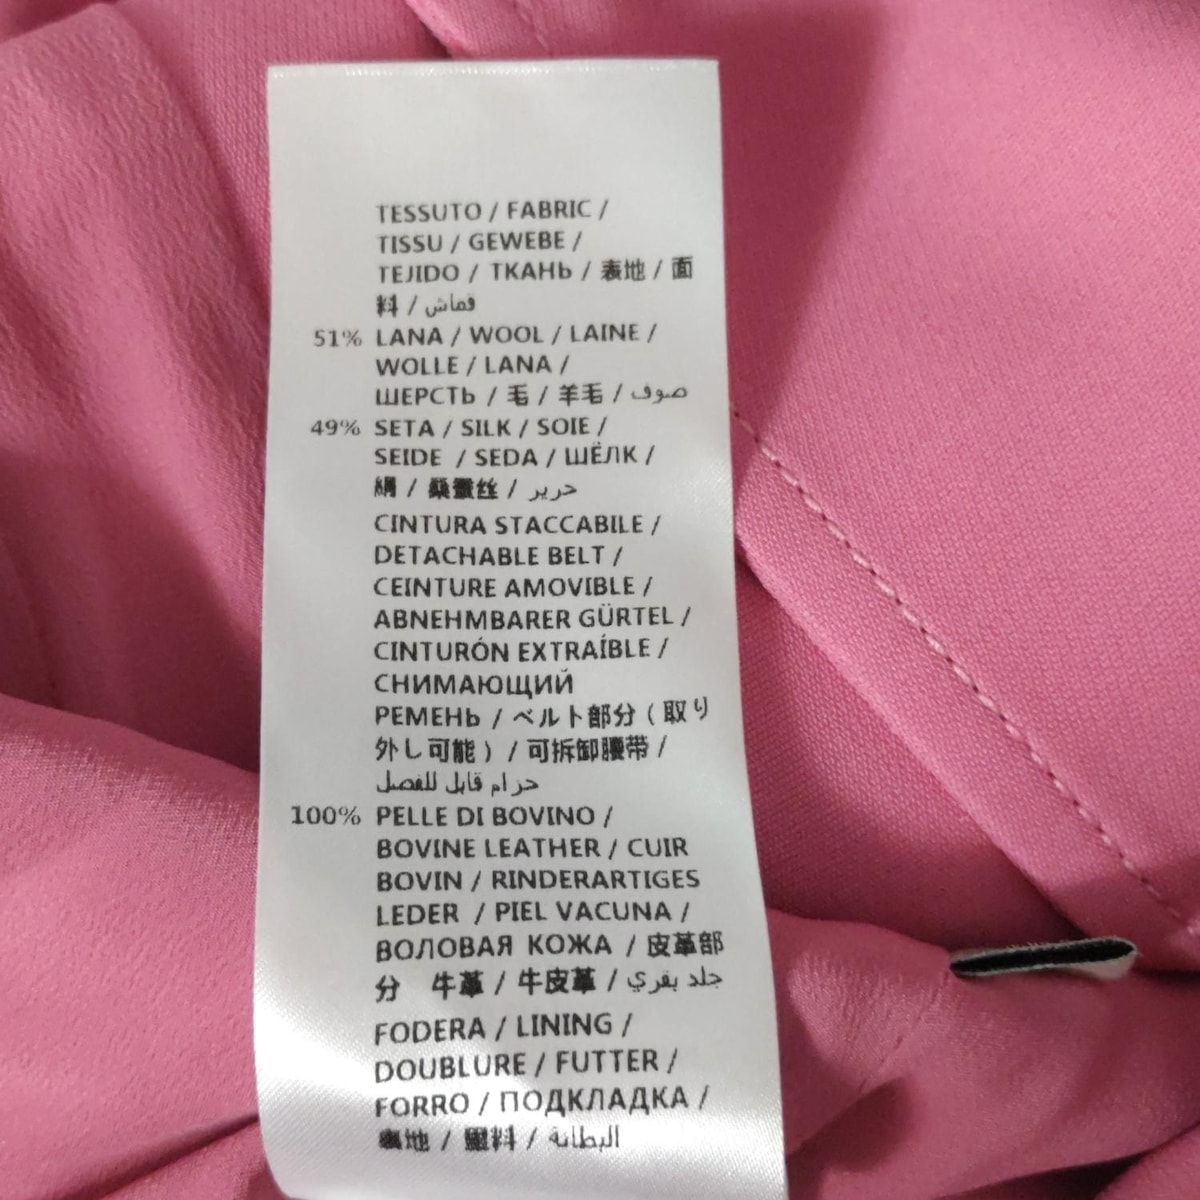 TESSUTO / FABRIC /
TISSU / GEWEBE /
TEJIDO / ТКАНЬ / 表地 / 面
料 / قماش
51% LANA / WOOL / LAINE /
WOLLE / LANA /
ШЕРСТЬ / 毛 / 羊毛 / صوف
49% SETA / SILK / SOIE /
SEIDE / SEDA / ШЁЛК /
絹 / 桑蚕丝 / حرير
CINTURA STACCABILE /
DETACHABLE BELT /
CEINTURE AMOVIBLE /
ABNEHMBARER GÜRTEL /
CINTURÓN EXTRAÍBLE /
СНИМАЮЩИЙ
РЕМЕНЬ / ベルト部分 ( 取り
外し可能 ) / 可拆卸腰带 /
حزام قابل للفصل
100% PELLE DI BOVINO /
BOVINE LEATHER / CUIR
BOVIN / RINDERARTIGES
LEDER / PIEL VACUNA /
ВОЛОВАЯ КОЖА / 皮革部
分 牛革 / 牛皮革 / جلد بقري
FODERA / LINING /
DOUBLURE / FUTTER /
FORRO / ПОДКЛАДКА /
/ / البطانة